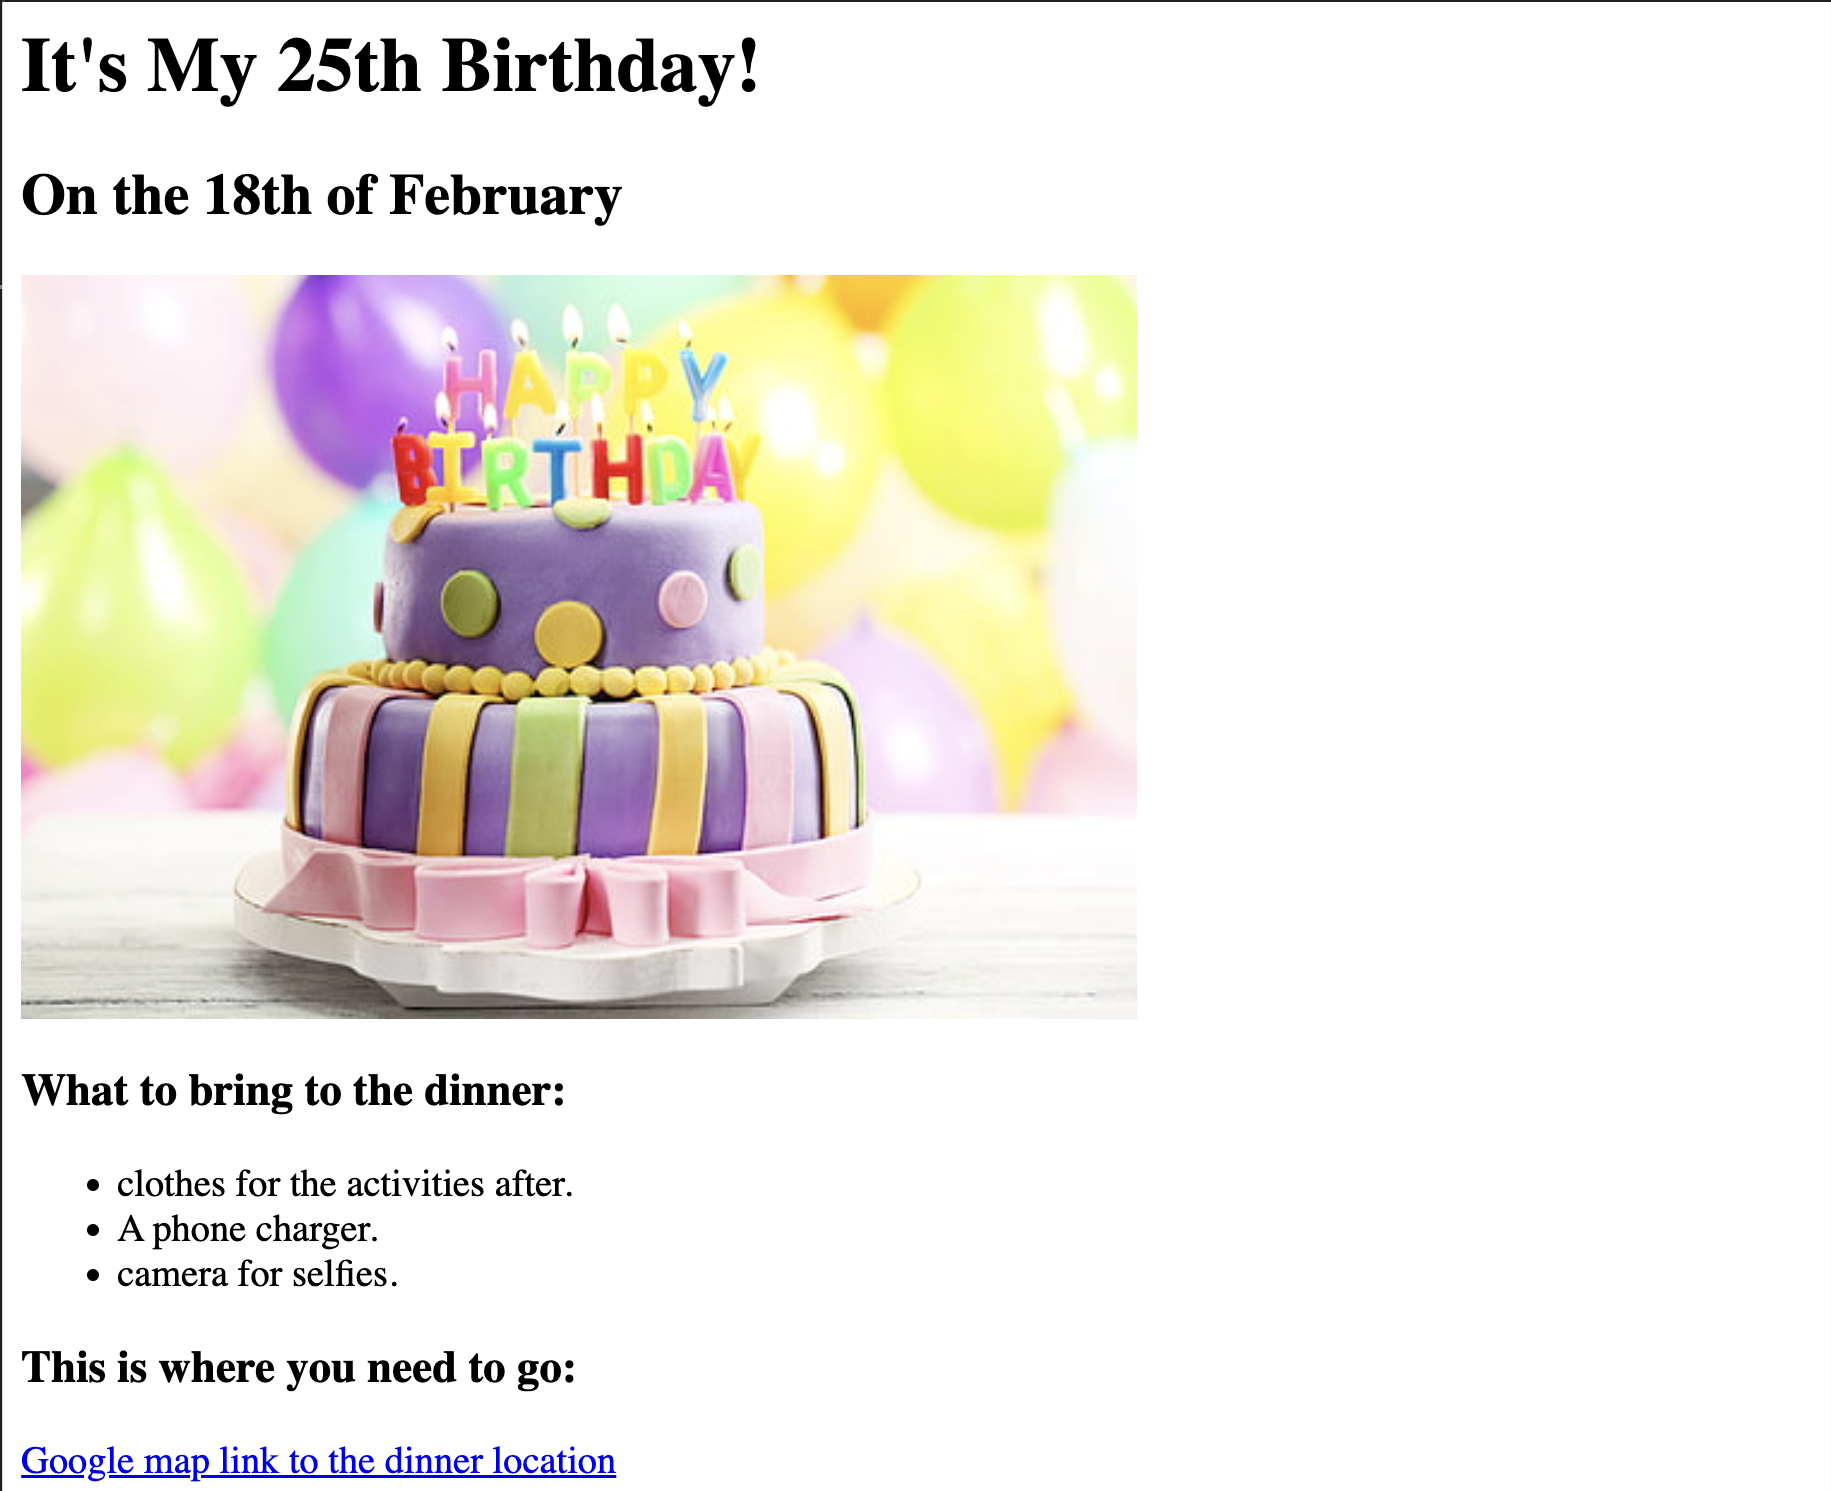 It's My 25th Birthday!
On the 18th of February
HAPPY
BIRTHDAY
What to bring to the dinner:
• clothes for the activities after.
• A phone charger.
• camera for selfies.
This is where you need to go:
Google map link to the dinner location